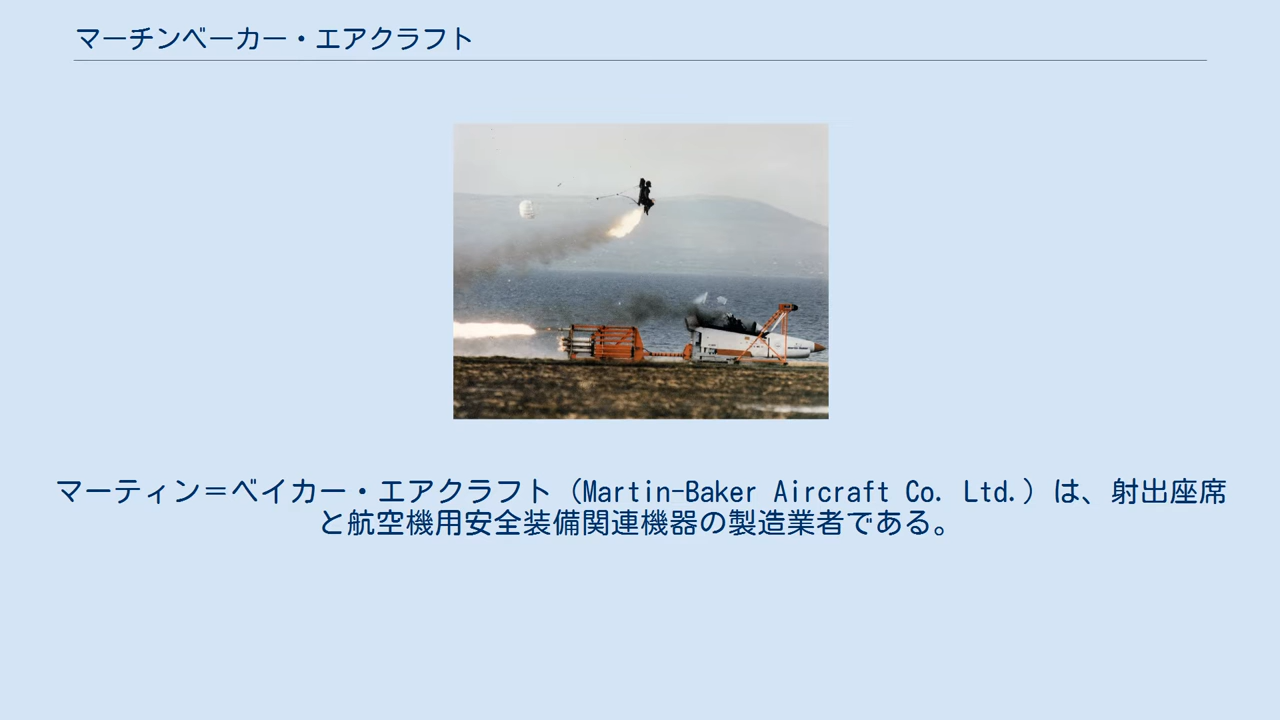 マーチンベーカー・エアクラフト
マーティン＝ベイカー・エアクラフト（Martin-Baker Aircraft Co. Ltd.）は、射出座席
と航空機用安全装備関連機器の製造業者である。